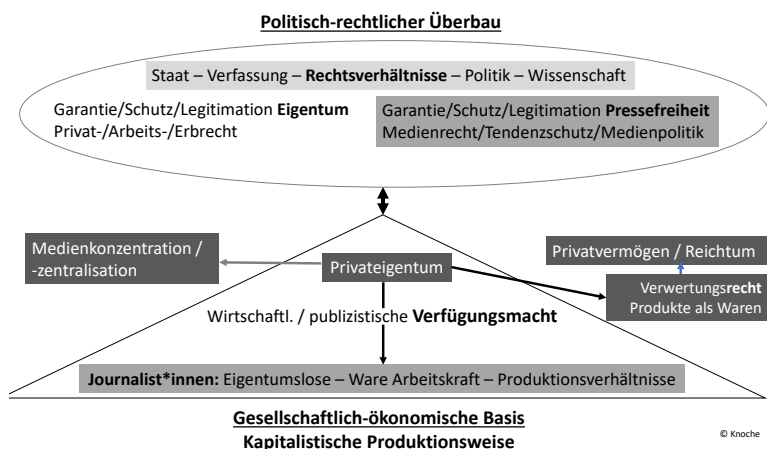 Politisch-rechtlicher Überbau
Staat – Verfassung – Rechtsverhältnisse – Politik – Wissenschaft
Garantie/Schutz/Legitimation Eigentum
Privat-/Arbeits-/Erbrecht
Garantie/Schutz/Legitimation Pressefreiheit
Medienrecht/Tendenzschutz/Medienpolitik
Medienkonzentration /
-zentralisation
Privateigentum
Privatvermögen / Reichtum
Verwertungsrecht
Produkte als Waren
Wirtschaftl. / publizistische Verfügungsmacht
Journalist*innen: Eigentumslose – Ware Arbeitskraft – Produktionsverhältnisse
Gesellschaftlich-ökonomische Basis
Kapitalistische Produktionsweise
© Knoche